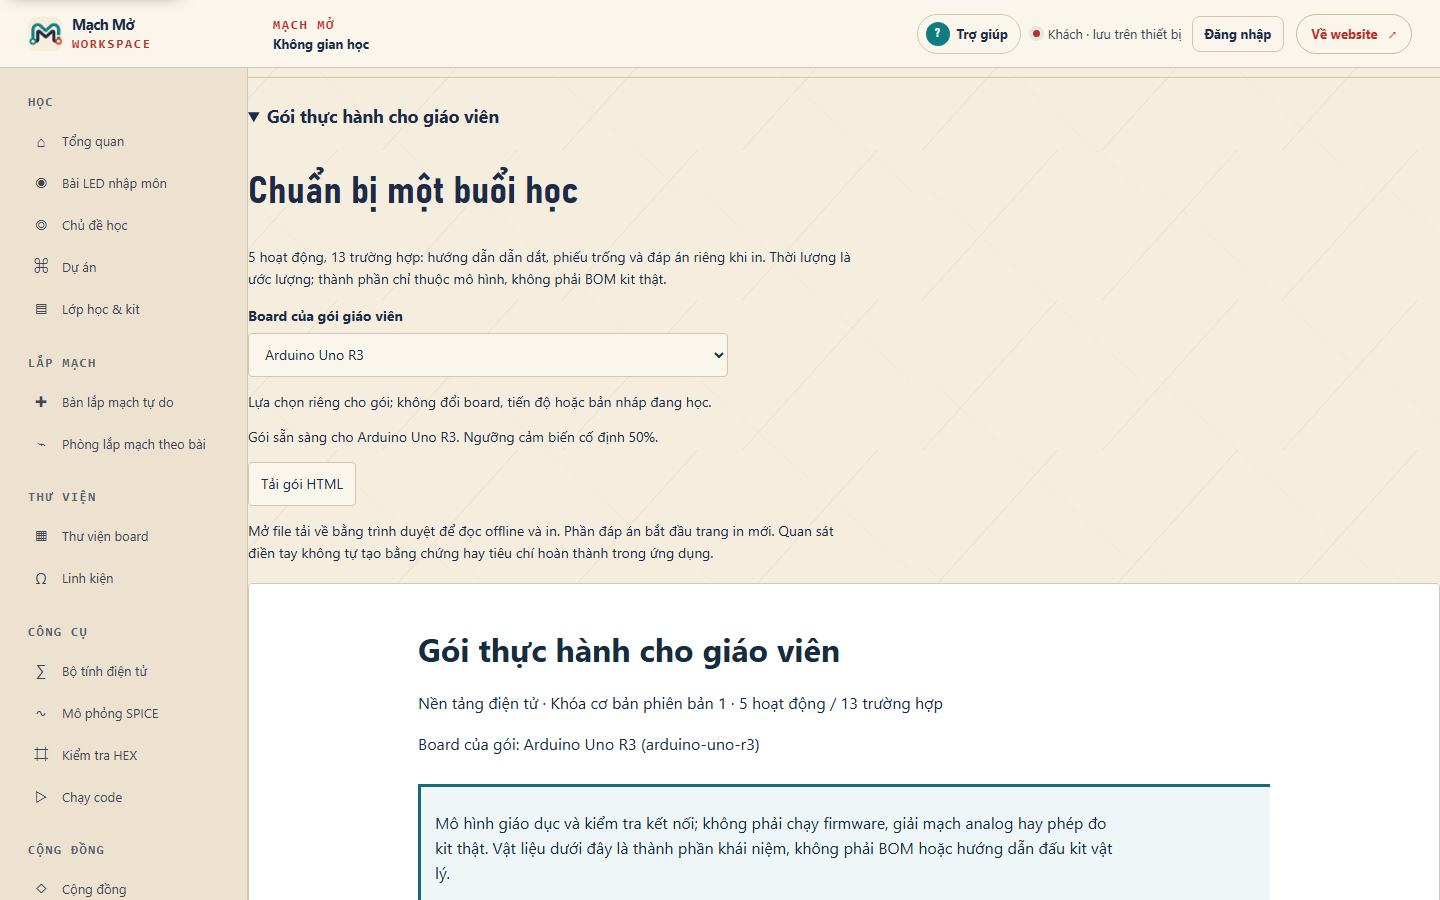 Mạch Mở
WORKSPACE
MẠCH MỞ
Không gian học
? Trợ giúp
Khách · lưu trên thiết bị
Đăng nhập
Về website ↗
HỌC
Tổng quan
Bài LED nhập môn
Chủ đề học
Dự án
Lớp học & kit
LẮP MẠCH
Bàn lắp mạch tự do
Phòng lắp mạch theo bài
THƯ VIỆN
Thư viện board
Linh kiện
CÔNG CỤ
Bộ tính điện tử
Mô phỏng SPICE
Kiểm tra HEX
Chạy code
CỘNG ĐỒNG
Cộng đồng
▼ Gói thực hành cho giáo viên
Chuẩn bị một buổi học
5 hoạt động, 13 trường hợp: hướng dẫn dẫn dắt, phiếu trống và đáp án riêng khi in. Thời lượng là
ước lượng; thành phần chỉ thuộc mô hình, không phải BOM kit thật.
Board của gói giáo viên
Arduino Uno R3
Lựa chọn riêng cho gói; không đổi board, tiến độ hoặc bản nháp đang học.
Gói sẵn sàng cho Arduino Uno R3. Ngưỡng cảm biến cố định 50%.
Tải gói HTML
Mở file tải về bằng trình duyệt để đọc offline và in. Phần đáp án bắt đầu trang in mới. Quan sát
điền tay không tự tạo bằng chứng hay tiêu chí hoàn thành trong ứng dụng.
Gói thực hành cho giáo viên
Nền tảng điện tử · Khóa cơ bản phiên bản 1 · 5 hoạt động / 13 trường hợp
Board của gói: Arduino Uno R3 (arduino-uno-r3)
Mô hình giáo dục và kiểm tra kết nối; không phải chạy firmware, giải mạch analog hay phép đo
kit thật. Vật liệu dưới đây là thành phần khái niệm, không phải BOM hoặc hướng dẫn đấu kit vật
lý.